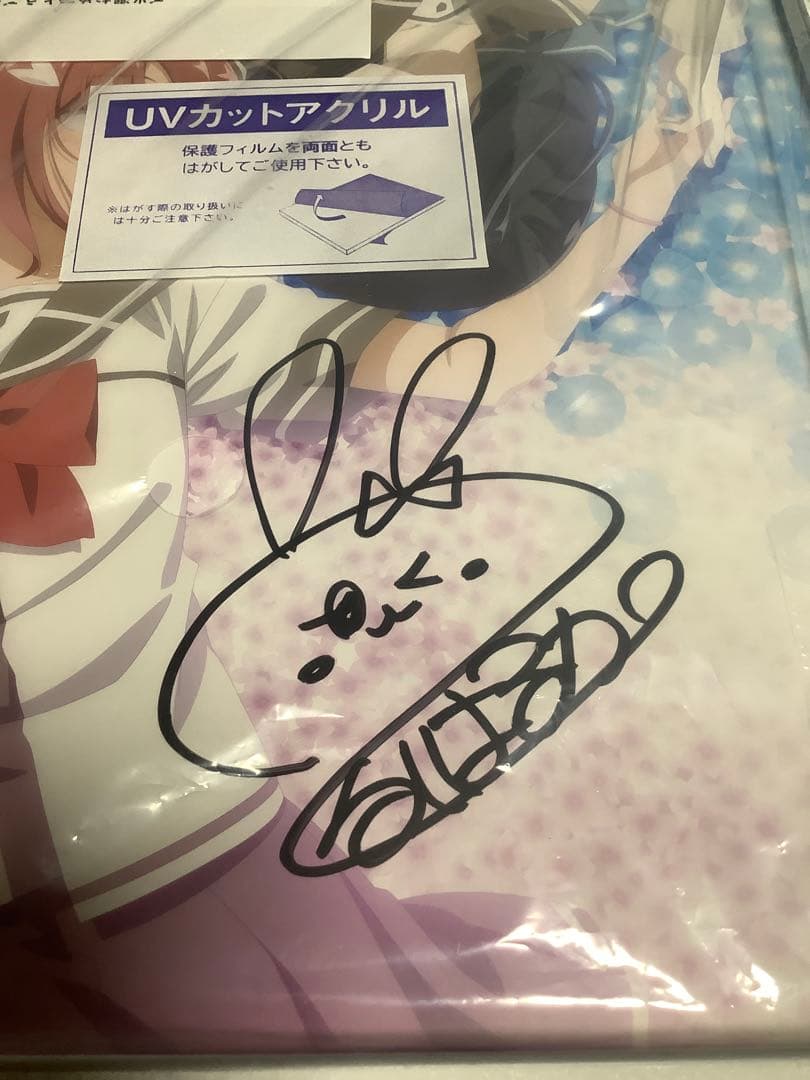 UVカットアクリル
保護フィルムを両面とも
はがしてご使用下さい。
※はがす際の取り扱いに
は十分ご注意下さい。